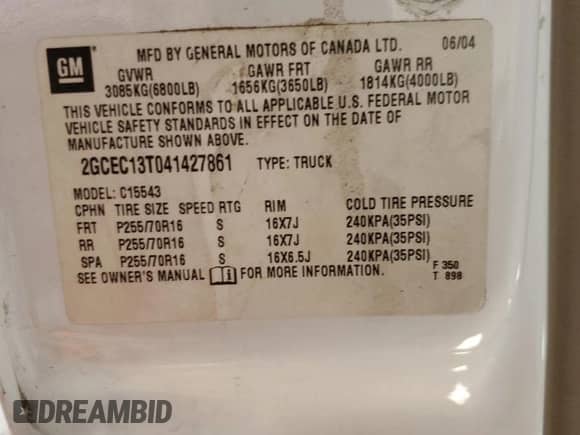 GM
MFD BY GENERAL MOTORS OF CANADA LTD. 06/04
GVWR GAWR FRT GAWR RR
3085KG(6800LB) 1656KG(3650LB) 1814KG(4000LB)
THIS VEHICLE CONFORMS TO ALL APPLICABLE U.S. FEDERAL MOTOR
VEHICLE SAFETY STANDARDS IN EFFECT ON THE DATE OF
MANUFACTURE SHOWN ABOVE.
2GCEC13T041427861 TYPE: TRUCK
MODEL: C15543
CPHN TIRE SIZE SPEED RTG RIM COLD TIRE PRESSURE
FRT P255/70R16 S 16X7J 240KPA(35PSI)
RR P255/70R16 S 16X7J 240KPA(35PSI)
SPA P255/70R16 S 16X6.5J 240KPA(35PSI)
SEE OWNER'S MANUAL FOR MORE INFORMATION.
F 350
T 898
DREAMBID